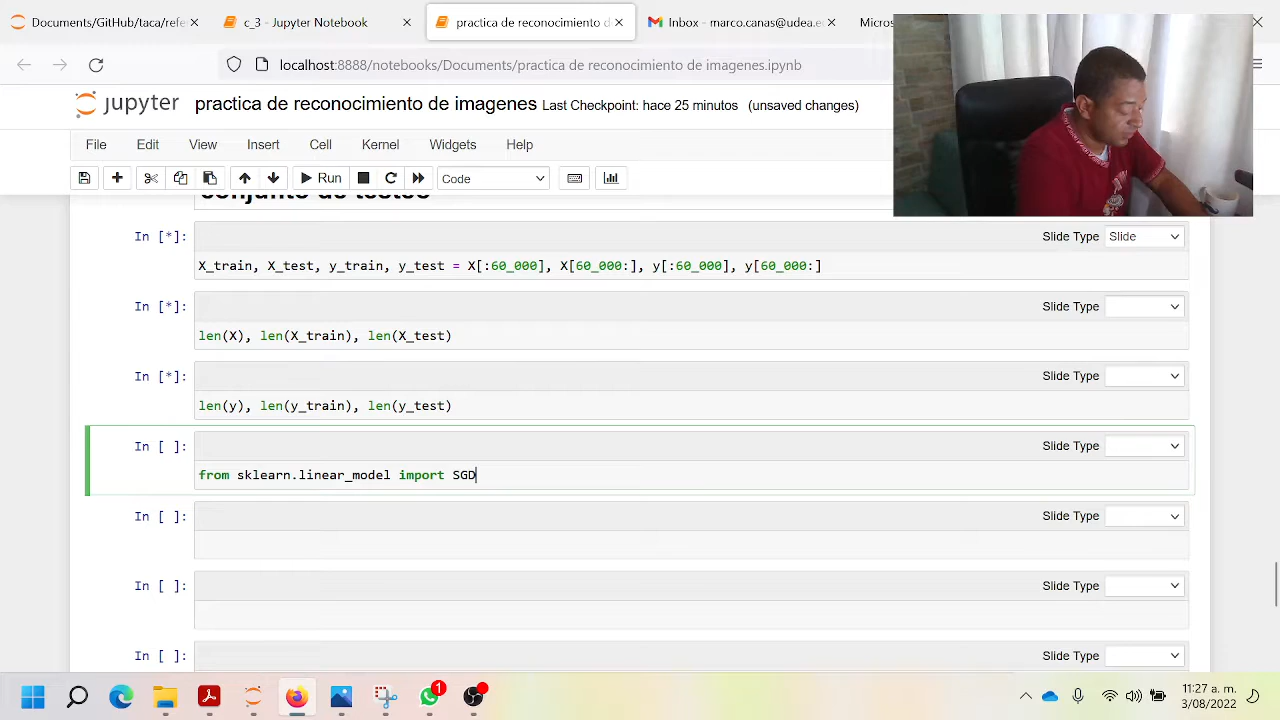 Documents/GitHub/taca/refe
c_3 - Jupyter Notebook
practica de reconocimiento d
Inbox - marco.canas@udea.e
Micros
localhost:8888/notebooks/Documents/practica de reconocimiento de imagenes.ipynb
jupyter practica de reconocimiento de imagenes Last Checkpoint: hace 25 minutos (unsaved changes)
File Edit View Insert Cell Kernel Widgets Help
Run Code
conjunto de testeo
In [*]: Slide Type Slide
X_train, X_test, y_train, y_test = X[:60_000], X[60_000:], y[:60_000], y[60_000:]
In [*]: Slide Type
len(X), len(X_train), len(X_test)
In [*]: Slide Type
len(y), len(y_train), len(y_test)
In [ ]: Slide Type
from sklearn.linear_model import SGD
In [ ]: Slide Type
In [ ]: Slide Type
In [ ]: Slide Type
1
11:27 a. m.
3/08/2022